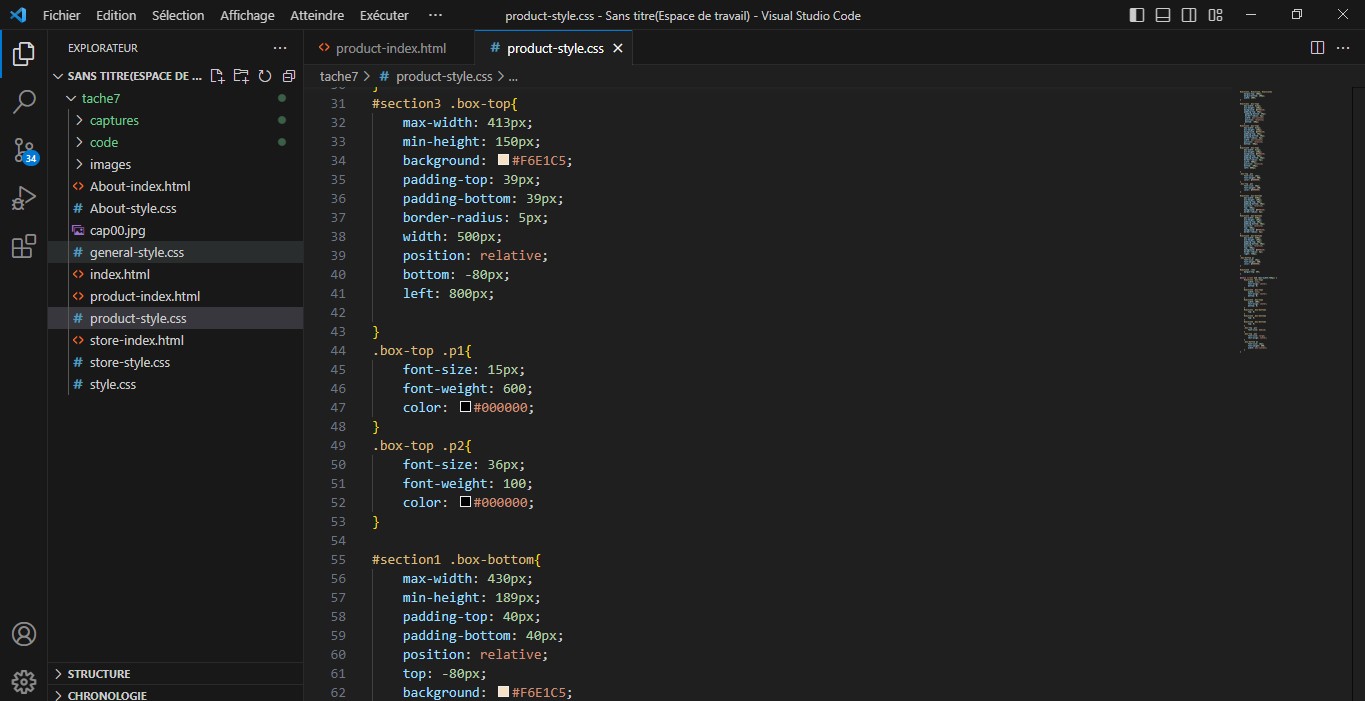 Fichier Edition Sélection Affichage Atteindre Exécuter ··· product-style.css - Sans titre(Espace de travail) - Visual Studio Code
EXPLORATEUR ···
SANS TITRE(ESPACE DE ...
tache7
captures
code
images
About-index.html
About-style.css
cap00.jpg
general-style.css
index.html
product-index.html
product-style.css
store-index.html
store-style.css
style.css
STRUCTURE
CHRONOLOGIE
34
product-index.html # product-style.css
tache7 > # product-style.css > ...
30 }
31 #section3 .box-top{
32 max-width: 413px;
33 min-height: 150px;
34 background: #F6E1C5;
35 padding-top: 39px;
36 padding-bottom: 39px;
37 border-radius: 5px;
38 width: 500px;
39 position: relative;
40 bottom: -80px;
41 left: 800px;
42
43 }
44 .box-top .p1{
45 font-size: 15px;
46 font-weight: 600;
47 color: #000000;
48 }
49 .box-top .p2{
50 font-size: 36px;
51 font-weight: 100;
52 color: #000000;
53 }
54
55 #section1 .box-bottom{
56 max-width: 430px;
57 min-height: 189px;
58 padding-top: 40px;
59 padding-bottom: 40px;
60 position: relative;
61 top: -80px;
62 background: #F6E1C5;